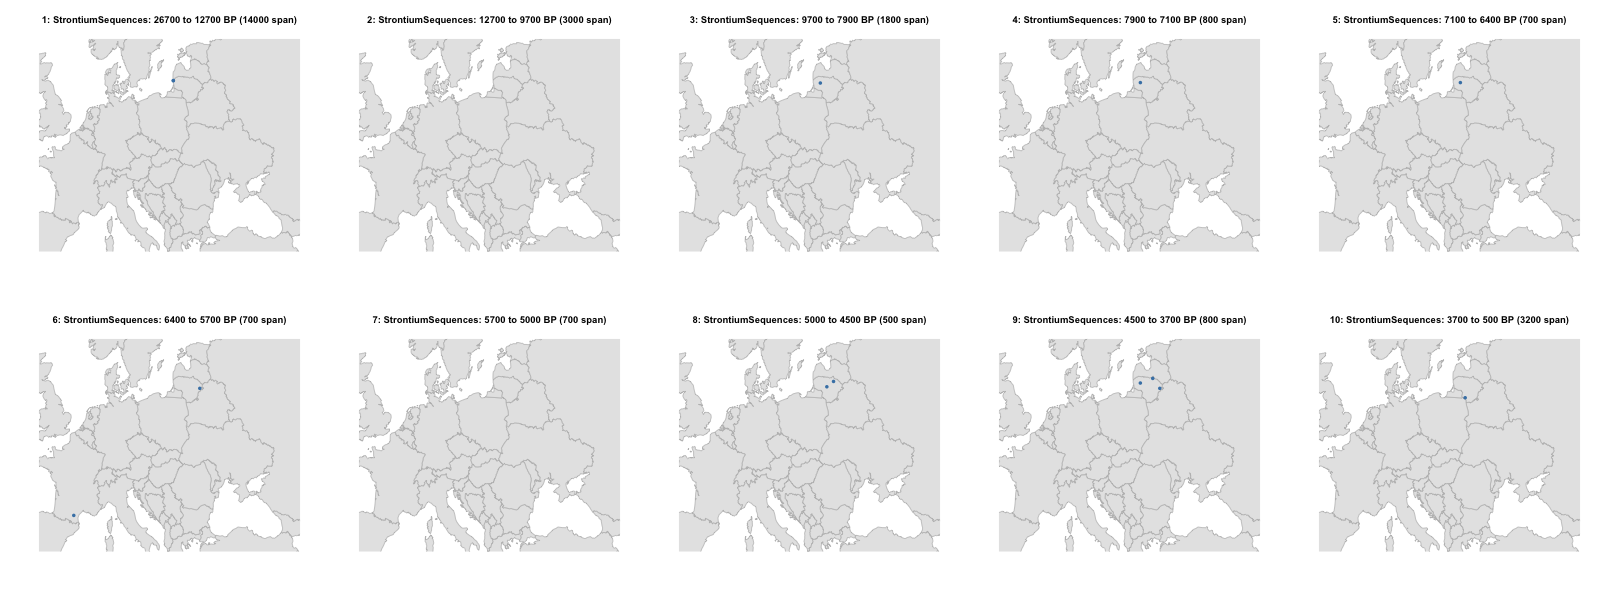 1: StrontiumSequences: 26700 to 12700 BP (14000 span)
2: StrontiumSequences: 12700 to 9700 BP (3000 span)
3: StrontiumSequences: 9700 to 7900 BP (1800 span)
4: StrontiumSequences: 7900 to 7100 BP (800 span)
5: StrontiumSequences: 7100 to 6400 BP (700 span)
6: StrontiumSequences: 6400 to 5700 BP (700 span)
7: StrontiumSequences: 5700 to 5000 BP (700 span)
8: StrontiumSequences: 5000 to 4500 BP (500 span)
9: StrontiumSequences: 4500 to 3700 BP (800 span)
10: StrontiumSequences: 3700 to 500 BP (3200 span)